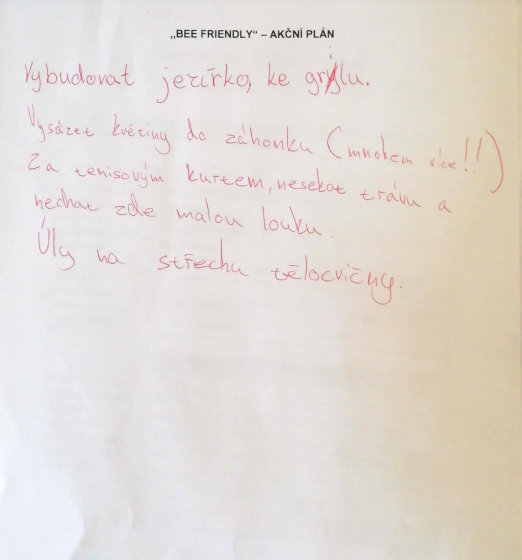 „BEE FRIENDLY“ – AKČNÍ PLÁN
Vybudovat jezírko, ke grilu.
Vysázet květiny do záhonku (mnohem více!!)
Za tenisovým kurtem, nesekat trávu a
nechat zde malou louku.
Úly na střechu tělocvičny.